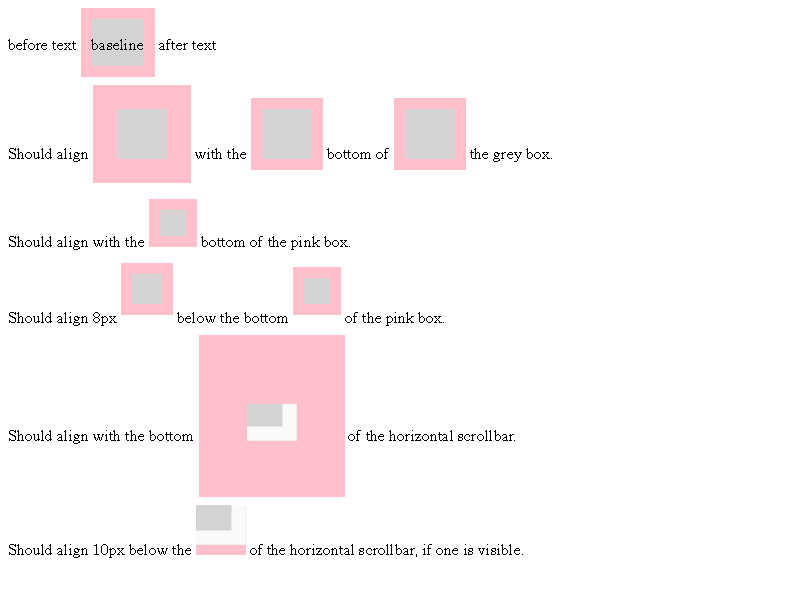 before text baseline after text
Should align with the bottom of the grey box.
Should align with the bottom of the pink box.
Should align 8px below the bottom of the pink box.
Should align with the bottom of the horizontal scrollbar.
Should align 10px below the of the horizontal scrollbar, if one is visible.